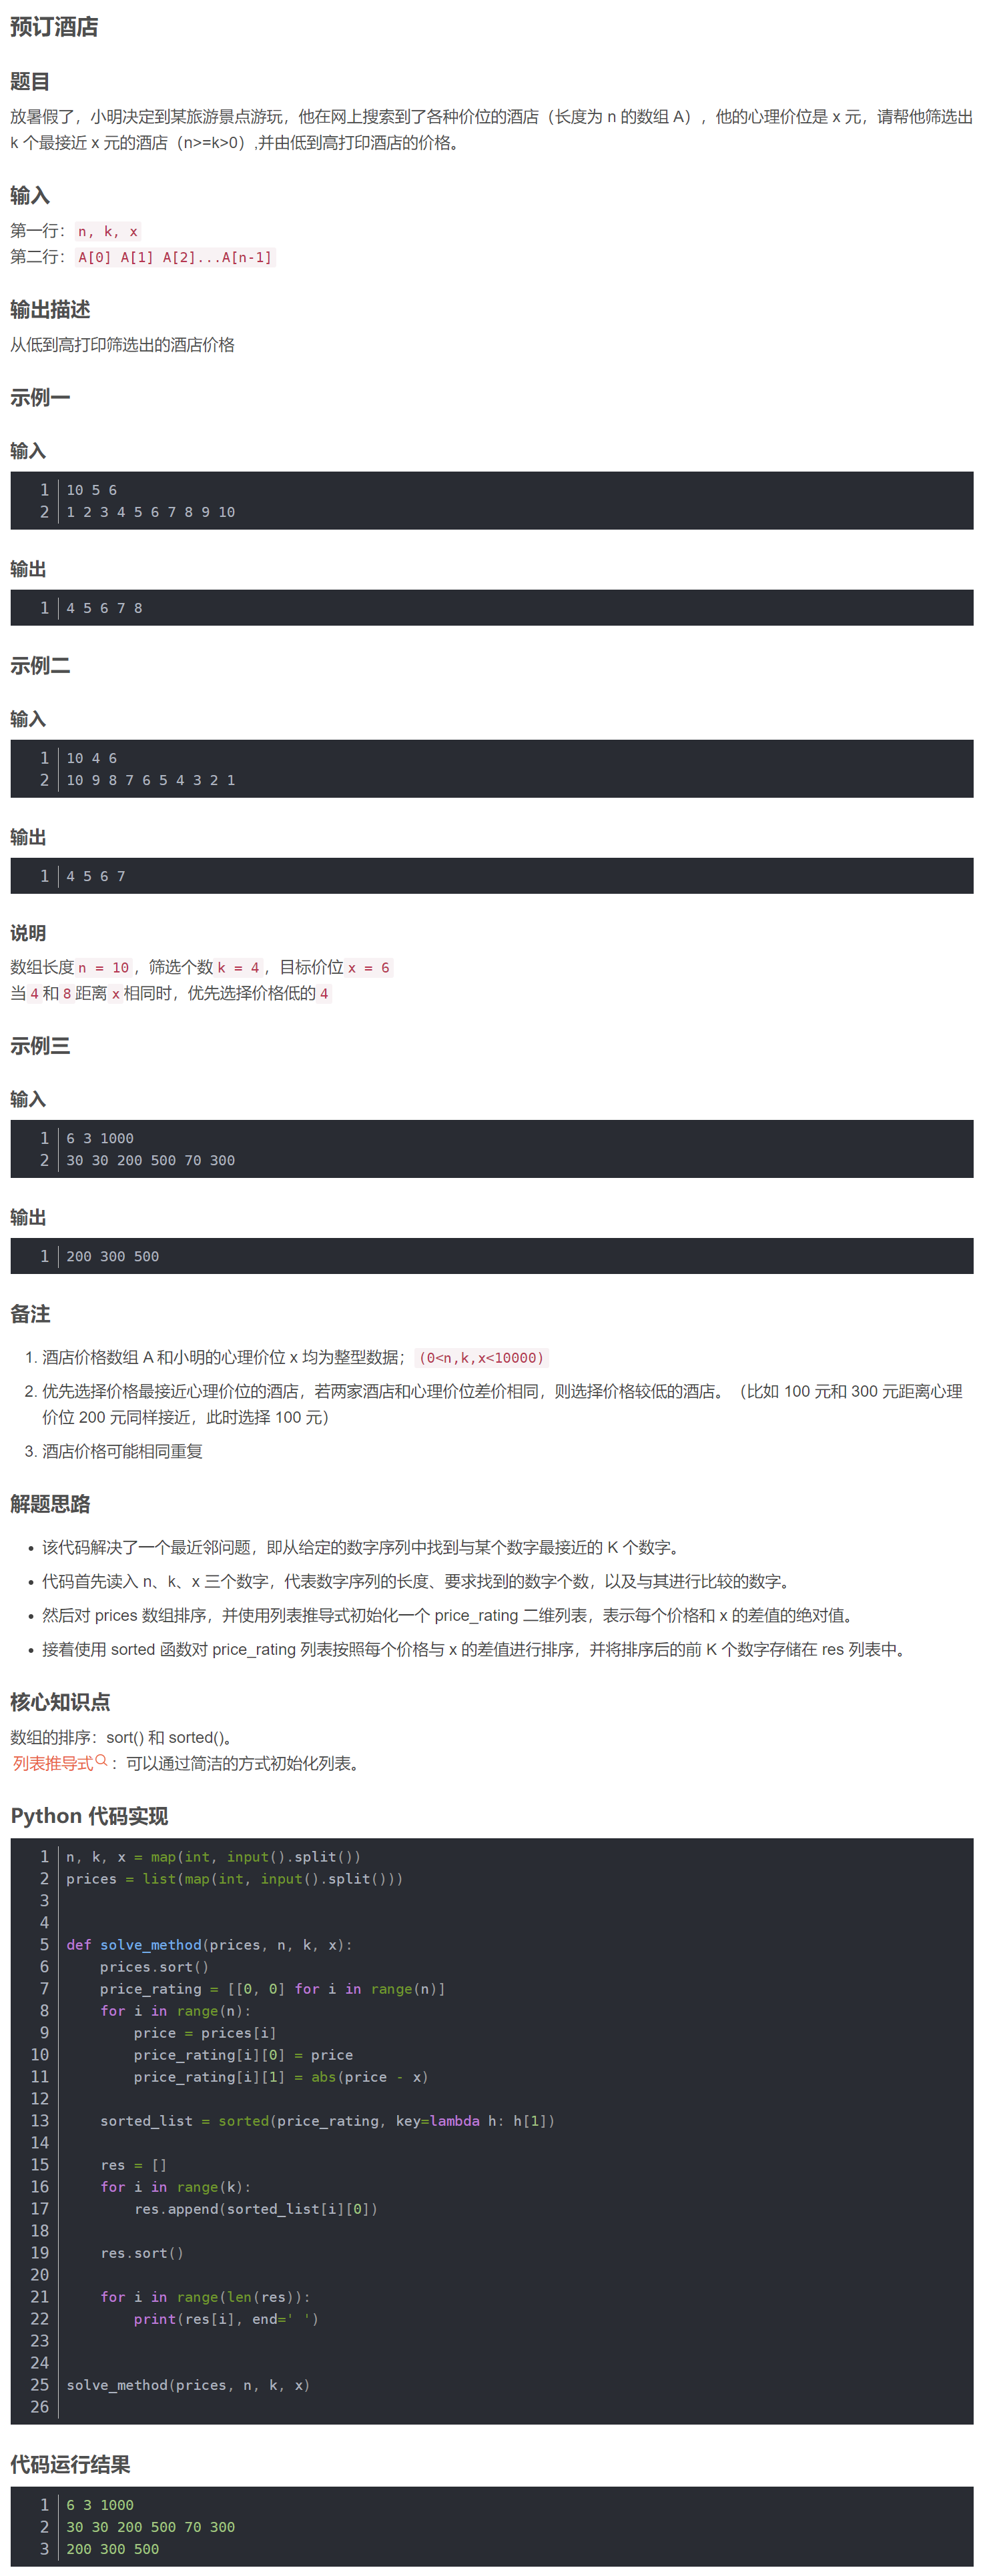 预订酒店
题目
放暑假了，小明决定到某旅游景点游玩，他在网上搜索到了各种价位的酒店（长度为 n 的数组 A），他的心理价位是 x 元，请帮他筛选出
k 个最接近 x 元的酒店（n>=k>0）,并由低到高打印酒店的价格。
输入
第一行：n, k, x
第二行：A[0] A[1] A[2]...A[n-1]
输出描述
从低到高打印筛选出的酒店价格
示例一
输入
1 10 5 6
2 1 2 3 4 5 6 7 8 9 10
输出
1 4 5 6 7 8
示例二
输入
1 10 4 6
2 10 9 8 7 6 5 4 3 2 1
输出
1 4 5 6 7
说明
数组长度 n = 10，筛选个数 k = 4，目标价位 x = 6
当 4 和 8 距离 x 相同时，优先选择价格低的 4
示例三
输入
1 6 3 1000
2 30 30 200 500 70 300
输出
1 200 300 500
备注
1. 酒店价格数组 A 和小明的心理价位 x 均为整型数据；(0<n,k,x<10000)
2. 优先选择价格最接近心理价位的酒店，若两家酒店和心理价位差价相同，则选择价格较低的酒店。（比如 100 元和 300 元距离心理
价位 200 元同样接近，此时选择 100 元）
3. 酒店价格可能相同重复
解题思路
• 该代码解决了一个最近邻问题，即从给定的数字序列中找到与某个数字最接近的 K 个数字。
• 代码首先读入 n、k、x 三个数字，代表数字序列的长度、要求找到的数字个数，以及与其进行比较的数字。
• 然后对 prices 数组排序，并使用列表推导式初始化一个 price_rating 二维列表，表示每个价格和 x 的差值的绝对值。
• 接着使用 sorted 函数对 price_rating 列表按照每个价格与 x 的差值进行排序，并将排序后的前 K 个数字存储在 res 列表中。
核心知识点
数组的排序：sort() 和 sorted()。
列表推导式：可以通过简洁的方式初始化列表。
Python 代码实现
1 n, k, x = map(int, input().split())
2 prices = list(map(int, input().split()))
3
4
5 def solve_method(prices, n, k, x):
6     prices.sort()
7     price_rating = [[0, 0] for i in range(n)]
8     for i in range(n):
9         price = prices[i]
10         price_rating[i][0] = price
11         price_rating[i][1] = abs(price - x)
12
13     sorted_list = sorted(price_rating, key=lambda h: h[1])
14
15     res = []
16     for i in range(k):
17         res.append(sorted_list[i][0])
18
19     res.sort()
20
21     for i in range(len(res)):
22         print(res[i], end=' ')
23
24
25 solve_method(prices, n, k, x)
26
代码运行结果
1 6 3 1000
2 30 30 200 500 70 300
3 200 300 500